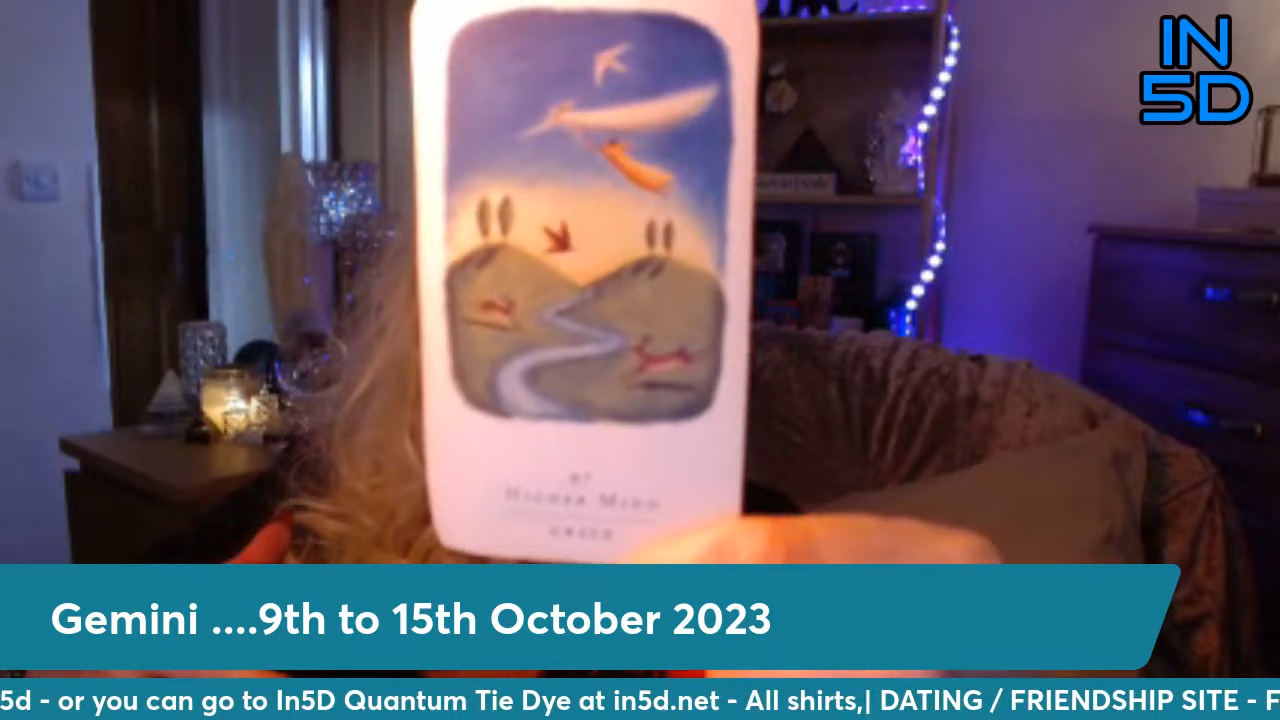 IN
5D
HIGHER MIND
GRACE
Gemini ....9th to 15th October 2023
5d - or you can go to In5D Quantum Tie Dye at in5d.net - All shirts,| DATING / FRIENDSHIP SITE - F